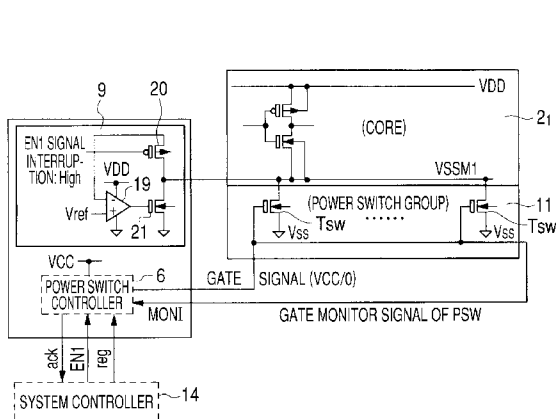 9
20
EN1 SIGNAL
INTERRUP-
TION: High
VDD
19
Vref
21
VDD
(CORE)
21
VSSM1
(POWER SWITCH GROUP)
11
TSW
VSS
......
VSS
TSW
VCC
6
POWER SWITCH
CONTROLLER
GATE SIGNAL (VCC/0)
MONI
GATE MONITOR SIGNAL OF PSW
ack
EN1
reg
SYSTEM CONTROLLER
14